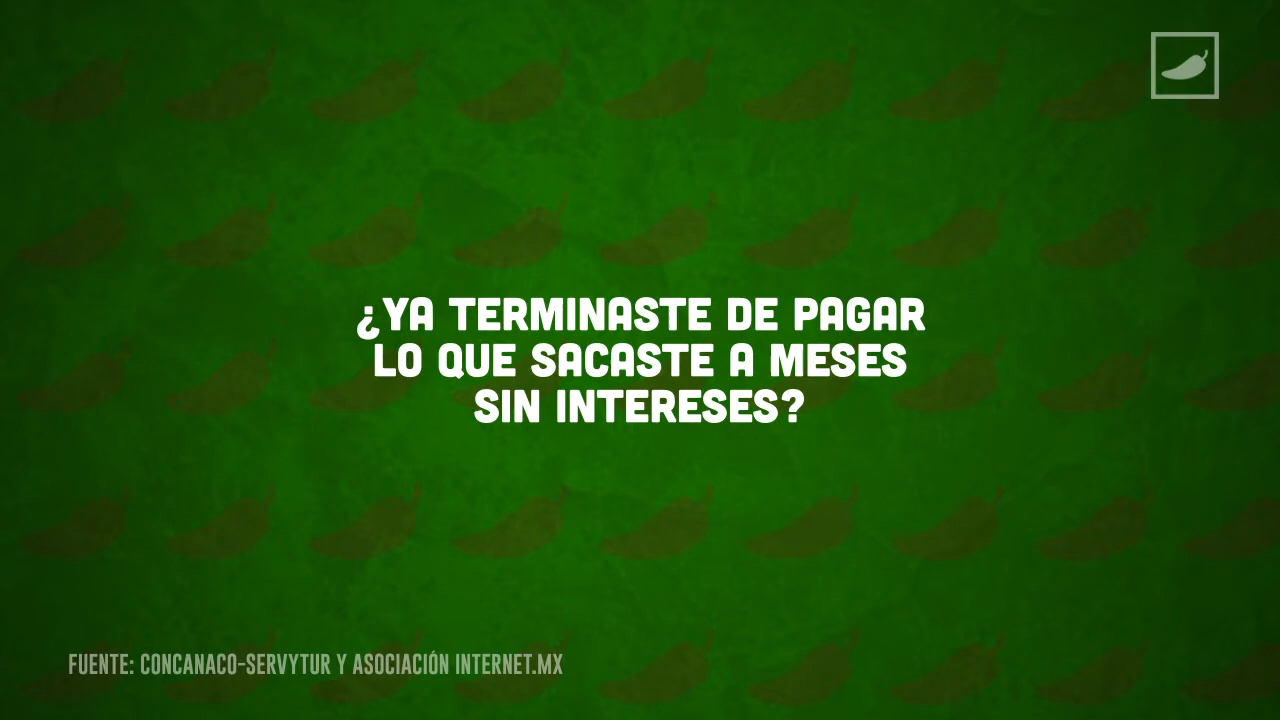 ¿YA TERMINASTE DE PAGAR
LO QUE SACASTE A MESES
SIN INTERESES?
FUENTE: CONCANACO-SERVYTUR Y ASOCIACIÓN INTERNET.MX